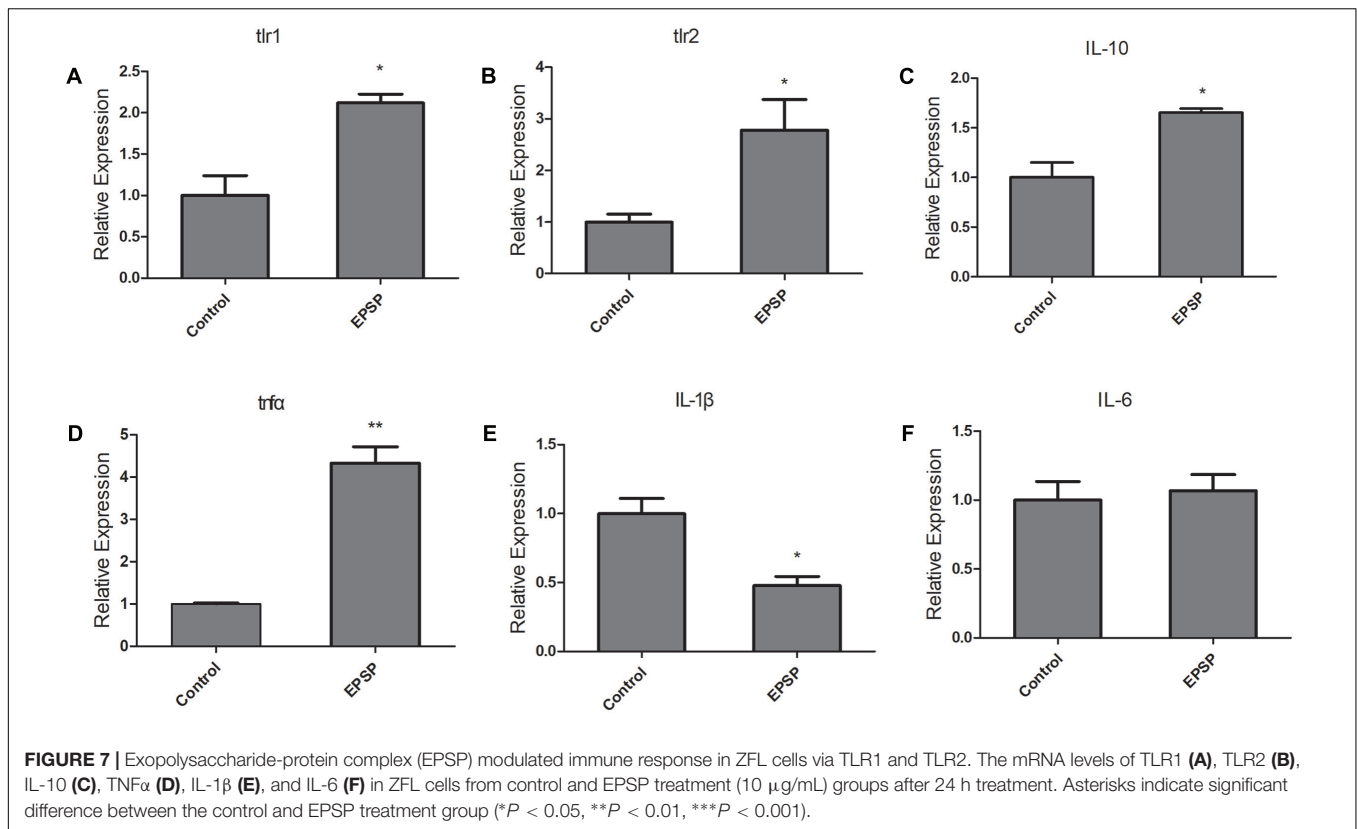 tlr1
A
Relative Expression
2.5
2.0
1.5
1.0
0.5
0.0
*
Control
EPSP
tlr2
B
Relative Expression
4
3
2
1
0
*
Control
EPSP
IL-10
C
Relative Expression
2.0
1.5
1.0
0.5
0.0
*
Control
EPSP
tnfα
D
Relative Expression
5
4
3
2
1
0
**
Control
EPSP
IL-1β
E
Relative Expression
1.5
1.0
0.5
0.0
*
Control
EPSP
IL-6
F
Relative Expression
1.5
1.0
0.5
0.0
Control
EPSP
FIGURE 7 | Exopolysaccharide-protein complex (EPSP) modulated immune response in ZFL cells via TLR1 and TLR2. The mRNA levels of TLR1 (A), TLR2 (B),
IL-10 (C), TNFα (D), IL-1β (E), and IL-6 (F) in ZFL cells from control and EPSP treatment (10 μg/mL) groups after 24 h treatment. Asterisks indicate significant
difference between the control and EPSP treatment group (*P < 0.05, **P < 0.01, ***P < 0.001).